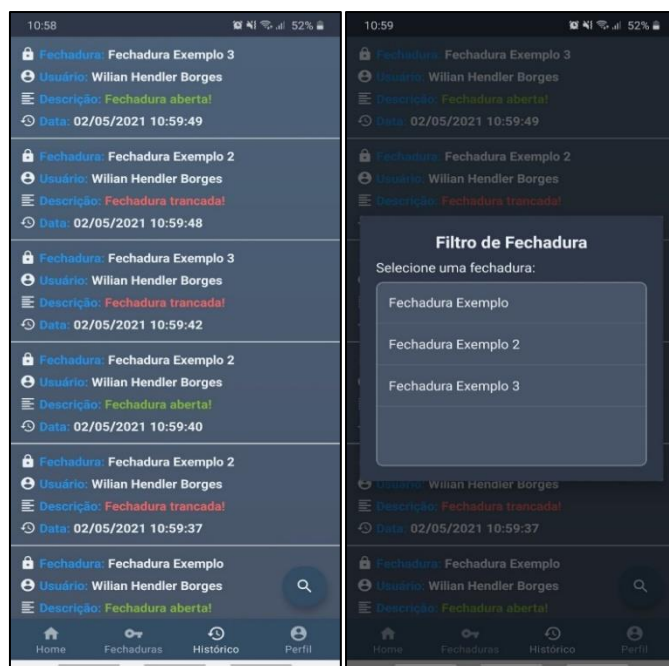 10:58 52%
Fechadura: Fechadura Exemplo 3
Usuário: Wilian Hendler Borges
Descrição: Fechadura aberta!
Data: 02/05/2021 10:59:49
Fechadura: Fechadura Exemplo 2
Usuário: Wilian Hendler Borges
Descrição: Fechadura trancada!
Data: 02/05/2021 10:59:48
Fechadura: Fechadura Exemplo 3
Usuário: Wilian Hendler Borges
Descrição: Fechadura trancada!
Data: 02/05/2021 10:59:42
Fechadura: Fechadura Exemplo 2
Usuário: Wilian Hendler Borges
Descrição: Fechadura aberta!
Data: 02/05/2021 10:59:40
Fechadura: Fechadura Exemplo 2
Usuário: Wilian Hendler Borges
Descrição: Fechadura trancada!
Data: 02/05/2021 10:59:37
Fechadura: Fechadura Exemplo
Usuário: Wilian Hendler Borges
Descrição: Fechadura aberta!
Home Fechaduras Histórico Perfil
10:59 52%
Fechadura: Fechadura Exemplo 3
Usuário: Wilian Hendler Borges
Descrição: Fechadura aberta!
Data: 02/05/2021 10:59:49
Fechadura: Fechadura Exemplo 2
Usuário: Wilian Hendler Borges
Descrição: Fechadura trancada!
Filtro de Fechadura
Selecione uma fechadura:
Fechadura Exemplo
Fechadura Exemplo 2
Fechadura Exemplo 3
Usuário: Wilian Hendler Borges
Descrição: Fechadura trancada!
Data: 02/05/2021 10:59:37
Fechadura: Fechadura Exemplo
Usuário: Wilian Hendler Borges
Descrição: Fechadura aberta!
Home Fechaduras Histórico Perfil